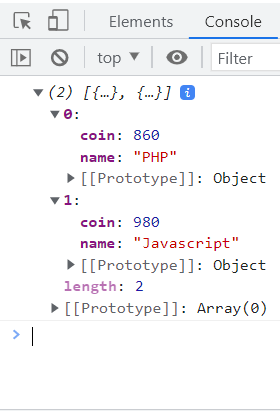 Elements Console
top Filter
(2) [{…}, {…}] i
0:
coin: 860
name: "PHP"
[[Prototype]]: Object
1:
coin: 980
name: "Javascript"
[[Prototype]]: Object
length: 2
[[Prototype]]: Array(0)
>